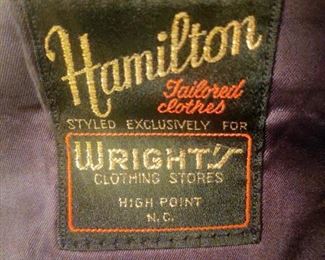 Hamilton
Tailored
clothes
STYLED EXCLUSIVELY FOR
WRIGHT'S
CLOTHING STORES
HIGH POINT
N.C.